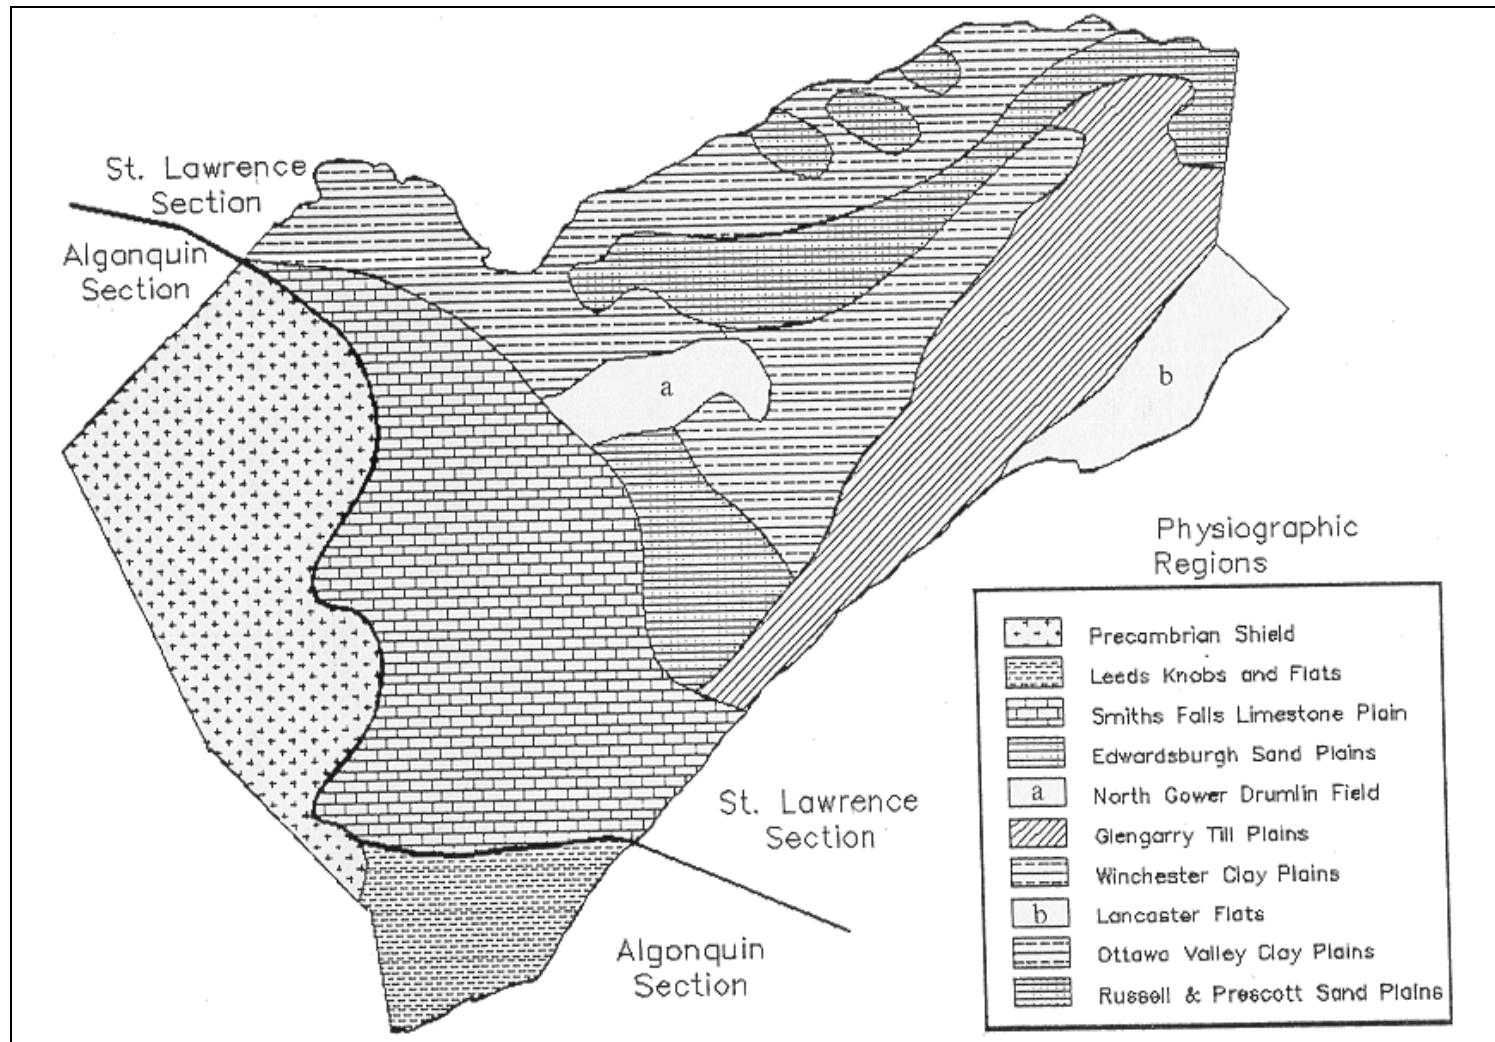 St. Lawrence
Section
Algonquin
Section
a
b
Physiographic
Regions
Precambrian Shield
Leeds Knobs and Flats
Smiths Falls Limestone Plain
Edwardsburgh Sand Plains
a North Gower Drumlin Field
Glengarry Till Plains
Winchester Clay Plains
b Lancaster Flats
Ottawa Valley Clay Plains
Russell & Prescott Sand Plains
St. Lawrence
Section
Algonquin
Section